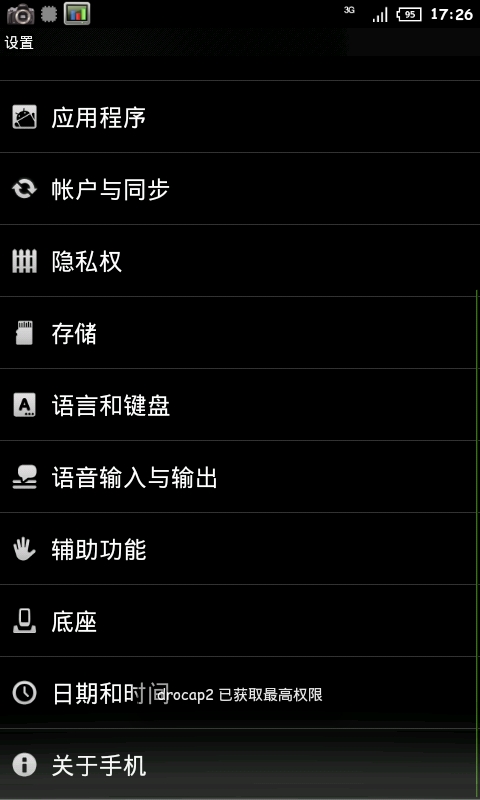 3G 95 17:26
设置
应用程序
帐户与同步
隐私权
存储
语言和键盘
语音输入与输出
辅助功能
底座
日期和时间
drocap2 已获取最高权限
关于手机